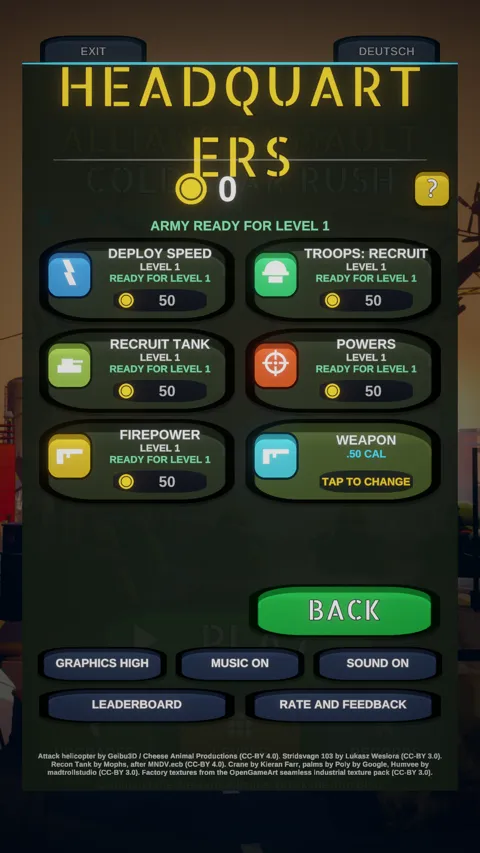 EXIT
DEUTSCH
HEADQUART
ERS
0
?
ARMY READY FOR LEVEL 1
DEPLOY SPEED
LEVEL 1
READY FOR LEVEL 1
50
TROOPS: RECRUIT
LEVEL 1
READY FOR LEVEL 1
50
RECRUIT TANK
LEVEL 1
READY FOR LEVEL 1
50
POWERS
LEVEL 1
READY FOR LEVEL 1
50
FIREPOWER
LEVEL 1
READY FOR LEVEL 1
50
WEAPON
.50 CAL
TAP TO CHANGE
BACK
GRAPHICS HIGH
MUSIC ON
SOUND ON
LEADERBOARD
RATE AND FEEDBACK
Attack helicopter by Geibu3D / Cheese Animal Productions (CC-BY 4.0). Stridsvagn 103 by Lukasz Wesiora (CC-BY 3.0).
Recon Tank by Mophs, after MNDV.ecb (CC-BY 4.0). Crane by Kieran Farr, palms by Poly by Google, Humvee by
madtrollstudio (CC-BY 3.0). Factory textures from the OpenGameArt seamless industrial texture pack (CC-BY 3.0).